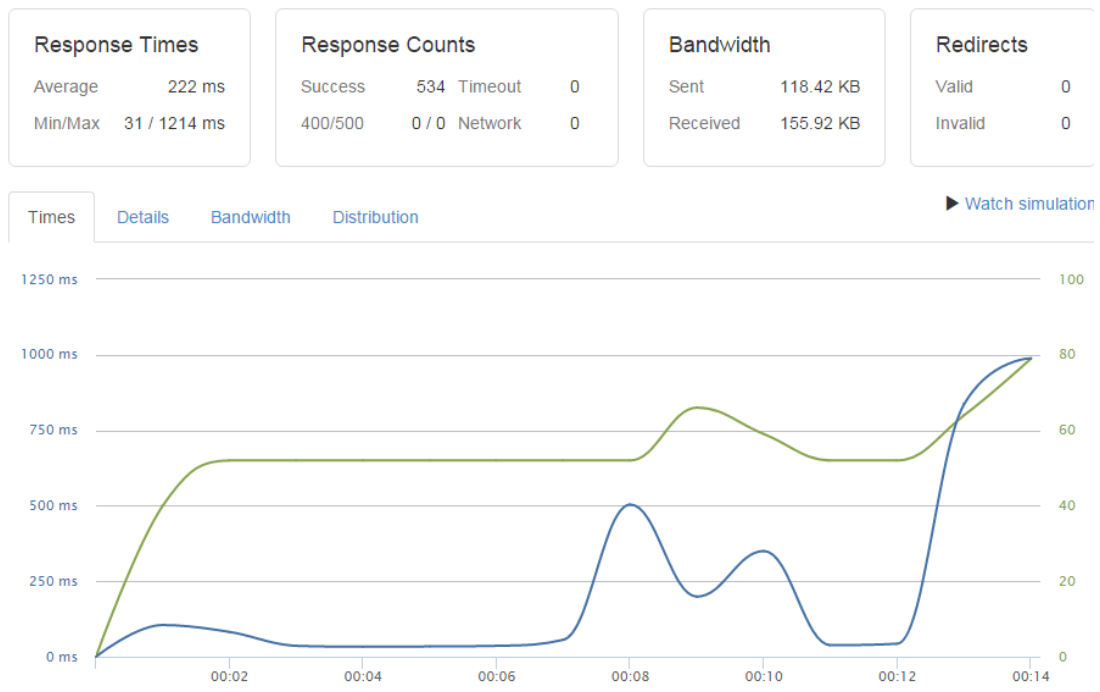 Response Times
Average 222 ms
Min/Max 31 / 1214 ms
Response Counts
Success 534 Timeout 0
400/500 0 / 0 Network 0
Bandwidth
Sent 118.42 KB
Received 155.92 KB
Redirects
Valid 0
Invalid 0
Times Details Bandwidth Distribution
Watch simulation
1250 ms 100
1000 ms 80
750 ms 60
500 ms 40
250 ms 20
0 ms 0
00:02 00:04 00:06 00:08 00:10 00:12 00:14